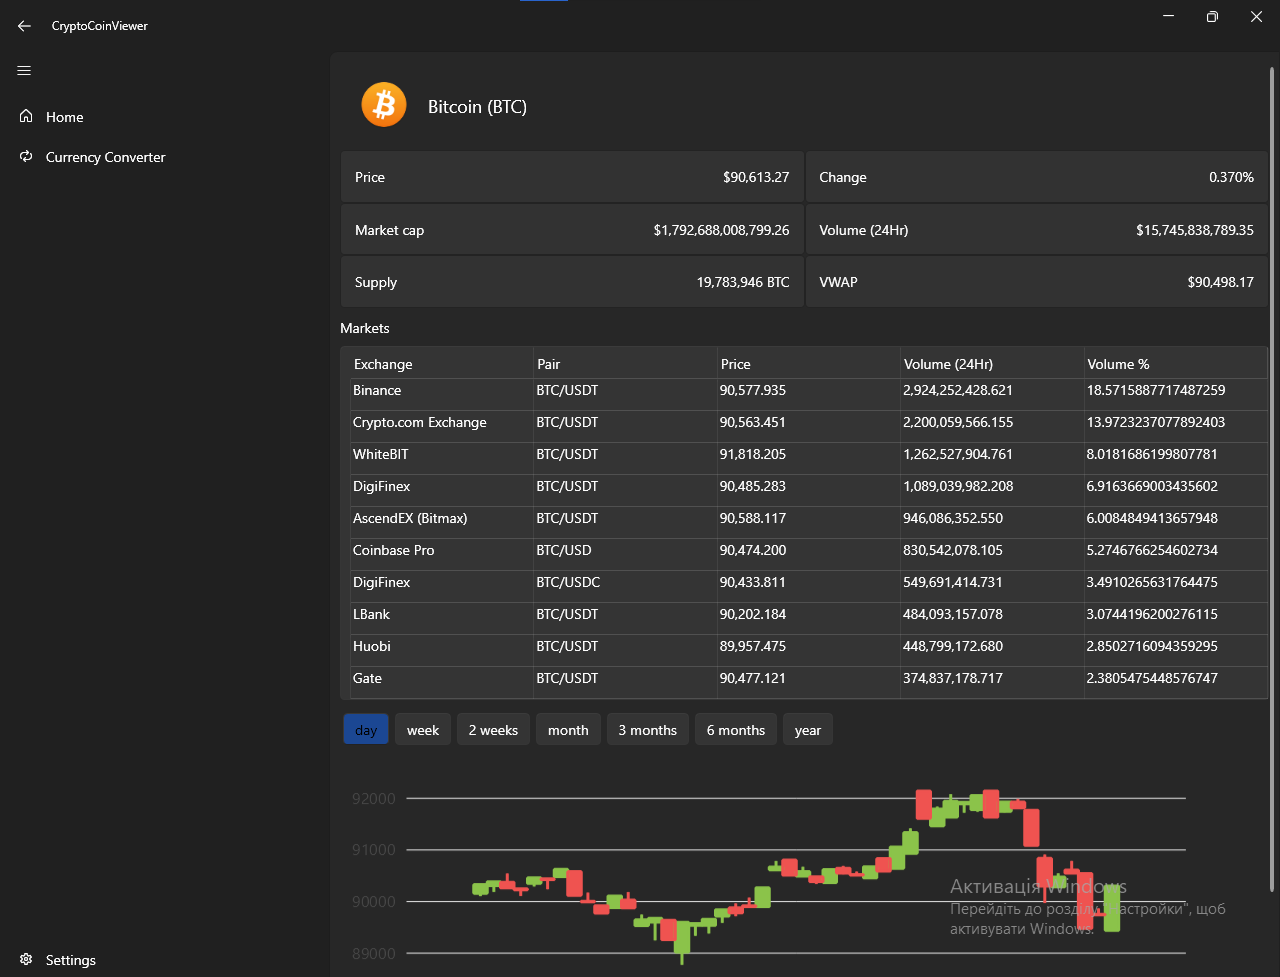 CryptoCoinViewer
Home
Currency Converter
Bitcoin (BTC)
Price $90,613.27 Change 0.370%
Market cap $1,792,688,008,799.26 Volume (24Hr) $15,745,838,789.35
Supply 19,783,946 BTC VWAP $90,498.17
Markets
Exchange Pair Price Volume (24Hr) Volume %
Binance BTC/USDT 90,577.935 2,924,252,428.621 18.5715887717487259
Crypto.com Exchange BTC/USDT 90,563.451 2,200,059,566.155 13.9723237077892403
WhiteBIT BTC/USDT 91,818.205 1,262,527,904.761 8.0181686199807781
DigiFinex BTC/USDT 90,485.283 1,089,039,982.208 6.9163669003435602
AscendEX (Bitmax) BTC/USDT 90,588.117 946,086,352.550 6.0084849413657948
Coinbase Pro BTC/USD 90,474.200 830,542,078.105 5.2746766254602734
DigiFinex BTC/USDC 90,433.811 549,691,414.731 3.4910265631764475
LBank BTC/USDT 90,202.184 484,093,157.078 3.0744196200276115
Huobi BTC/USDT 89,957.475 448,799,172.680 2.8502716094359295
Gate BTC/USDT 90,477.121 374,837,178.717 2.3805475448576747
day week 2 weeks month 3 months 6 months year
92000
91000
90000
89000
Активація Windows
Перейдіть до розділу "Настройки", щоб
активувати Windows.
Settings